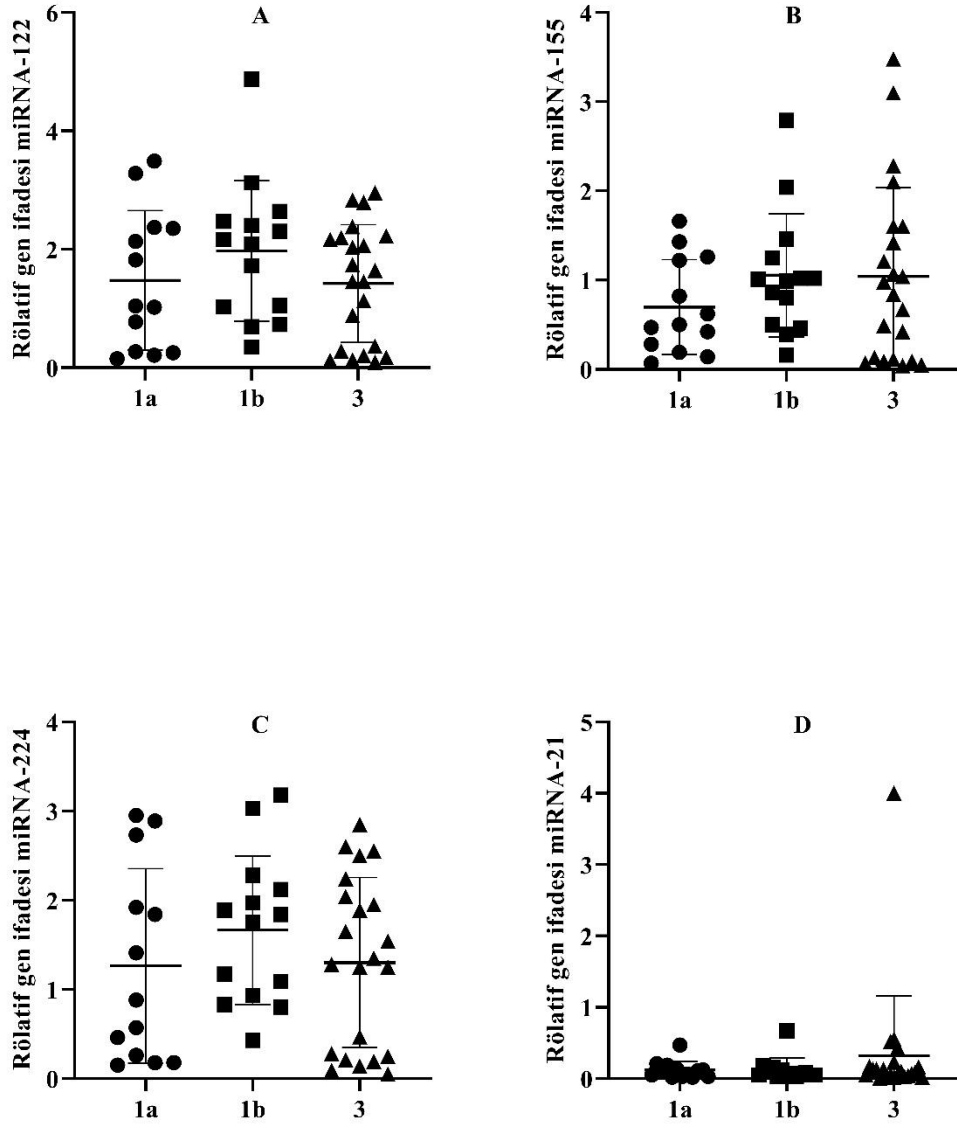 A
Rölatif gen ifadesi miRNA-122
6
4
2
0
1a 1b 3
B
Rölatif gen ifadesi miRNA-155
4
3
2
1
0
1a 1b 3
C
Rölatif gen ifadesi miRNA-224
4
3
2
1
0
1a 1b 3
D
Rölatif gen ifadesi miRNA-21
5
4
3
2
1
0
1a 1b 3